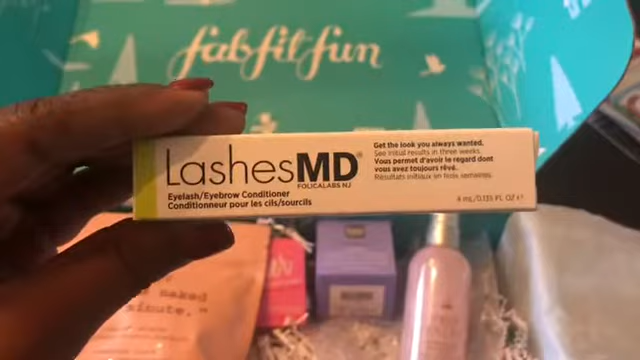 fabfitfun
LashesMD®
FOLICALABS NJ
Eyelash/Eyebrow Conditioner
Conditionneur pour les cils/sourcils
Get the look you always wanted.
See initial results in three weeks.
Vous permet d'avoir le regard dont
vous avez toujours rêvé.
Résultats initiaux en trois semaines.
4 mL/0.135 FL OZ ℮
naked
minute."